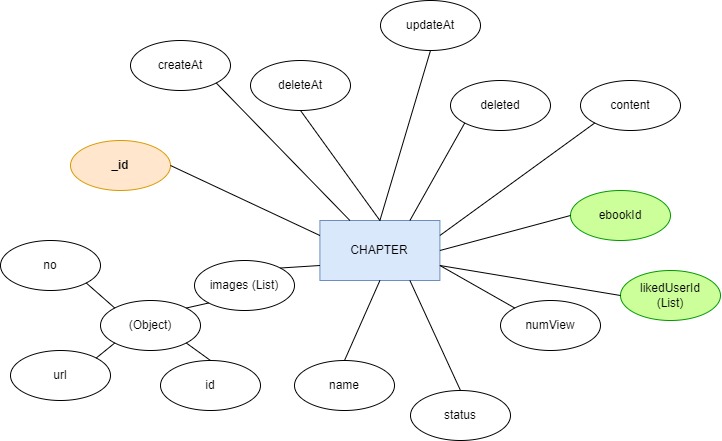 updateAt
createAt
deleteAt
deleted
content
_id
ebookId
CHAPTER
no
images (List)
likedUserId
(List)
(Object)
numView
url
id
name
status